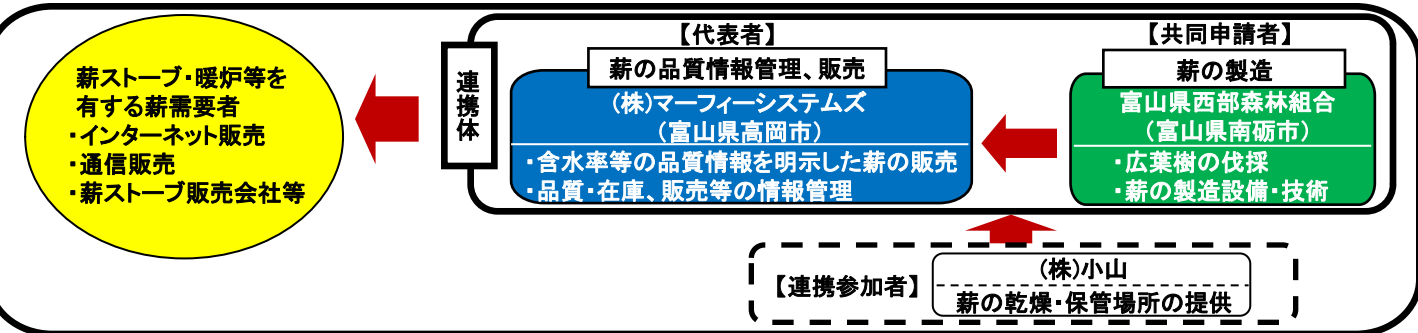 薪ストーブ・暖炉等を
有する薪需要者
・インターネット販売
・通信販売
・薪ストーブ販売会社等
連携体
【代表者】
薪の品質情報管理、販売
(株)マーフィーシステムズ
(富山県高岡市)
・含水率等の品質情報を明示した薪の販売
・品質・在庫、販売等の情報管理
【共同申請者】
薪の製造
富山県西部森林組合
(富山県南砺市)
・広葉樹の伐採
・薪の製造設備・技術
【連携参加者】
(株)小山
薪の乾燥・保管場所の提供